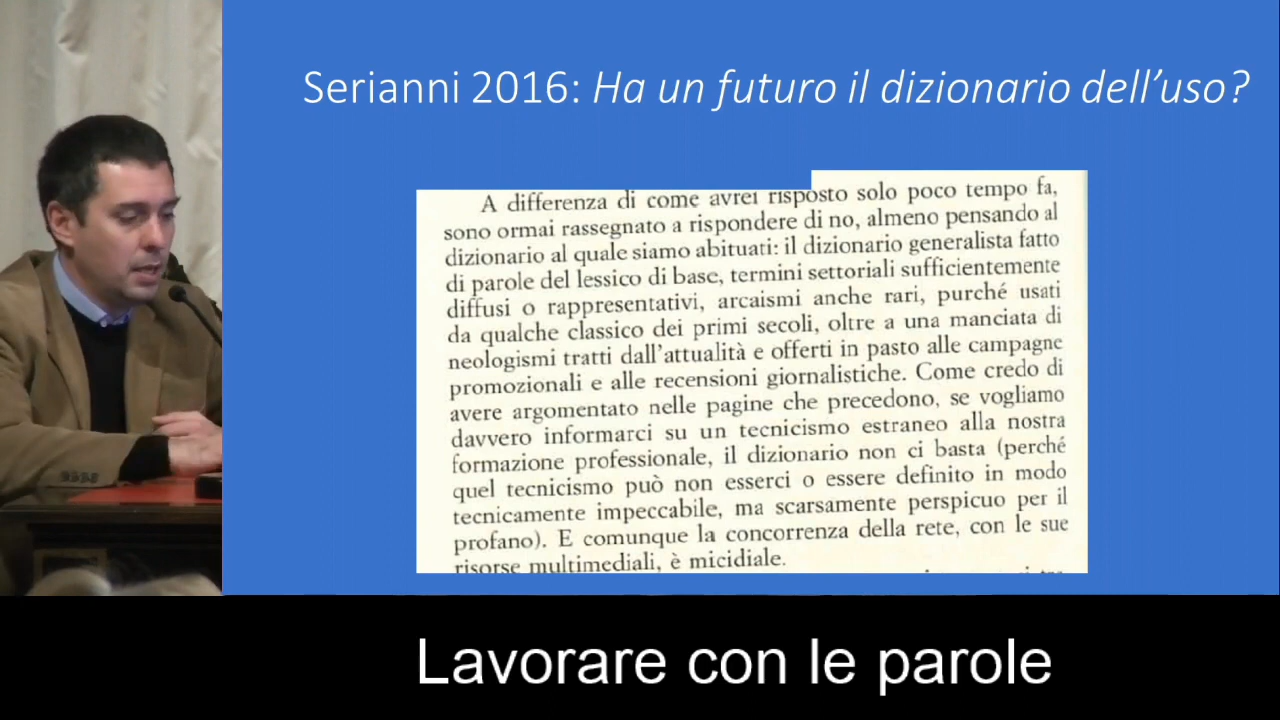 Serianni 2016: Ha un futuro il dizionario dell'uso?
A differenza di come avrei risposto solo poco tempo fa,
sono ormai rassegnato a rispondere di no, almeno pensando al
dizionario al quale siamo abituati: il dizionario generalista fatto
di parole del lessico di base, termini settoriali sufficientemente
diffusi o rappresentativi, arcaismi anche rari, purché usati
da qualche classico dei primi secoli, oltre a una manciata di
neologismi tratti dall'attualità e offerti in pasto alle campagne
promozionali e alle recensioni giornalistiche. Come credo di
avere argomentato nelle pagine che precedono, se vogliamo
davvero informarci su un tecnicismo estraneo alla nostra
formazione professionale, il dizionario non ci basta (perché
quel tecnicismo può non esserci o essere definito in modo
tecnicamente impeccabile, ma scarsamente perspicuo per il
profano). E comunque la concorrenza della rete, con le sue
risorse multimediali, è micidiale.
Lavorare con le parole